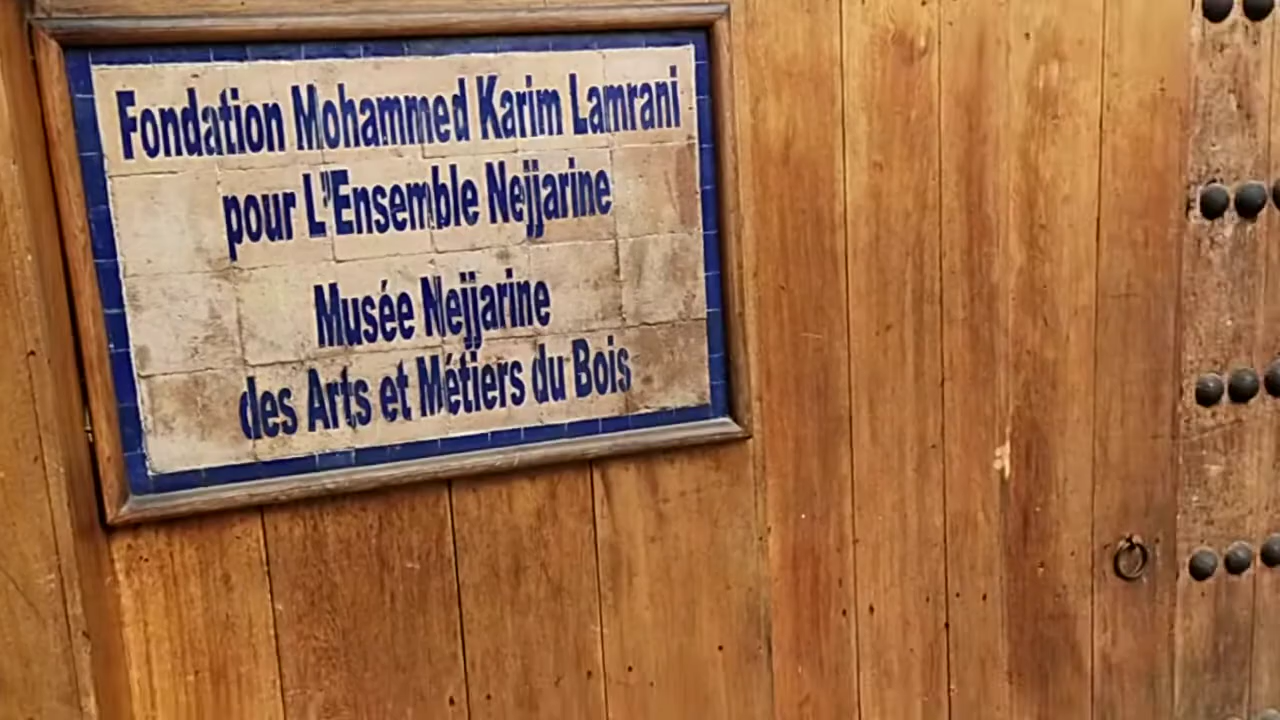 Fondation Mohammed Karim Lamrani
pour L'Ensemble Nejjarine
Musée Nejjarine
des Arts et Métiers du Bois